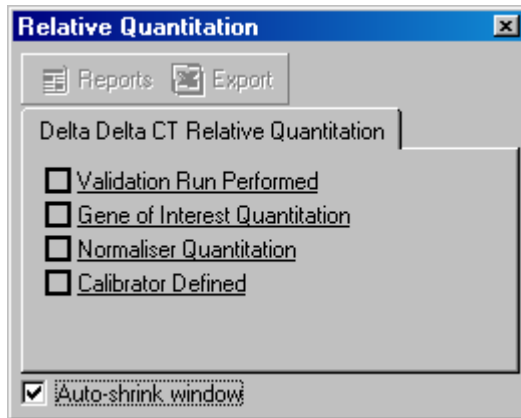 Relative Quantitation
Reports Export
Delta Delta CT Relative Quantitation
Validation Run Performed
Gene of Interest Quantitation
Normaliser Quantitation
Calibrator Defined
Auto-shrink window